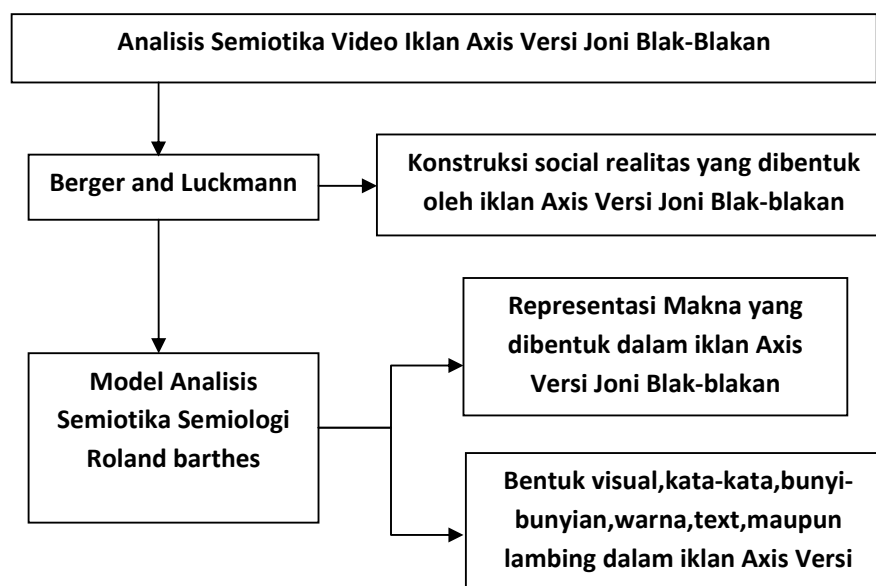 Analisis Semiotika Video Iklan Axis Versi Joni Blak-Blakan
Berger and Luckmann
Konstruksi social realitas yang dibentuk
oleh iklan Axis Versi Joni Blak-blakan
Representasi Makna yang
dibentuk dalam iklan Axis
Versi Joni Blak-blakan
Model Analisis
Semiotika Semiologi
Roland barthes
Bentuk visual,kata-kata,bunyi-
bunyian,warna,text,maupun
lambing dalam iklan Axis Versi